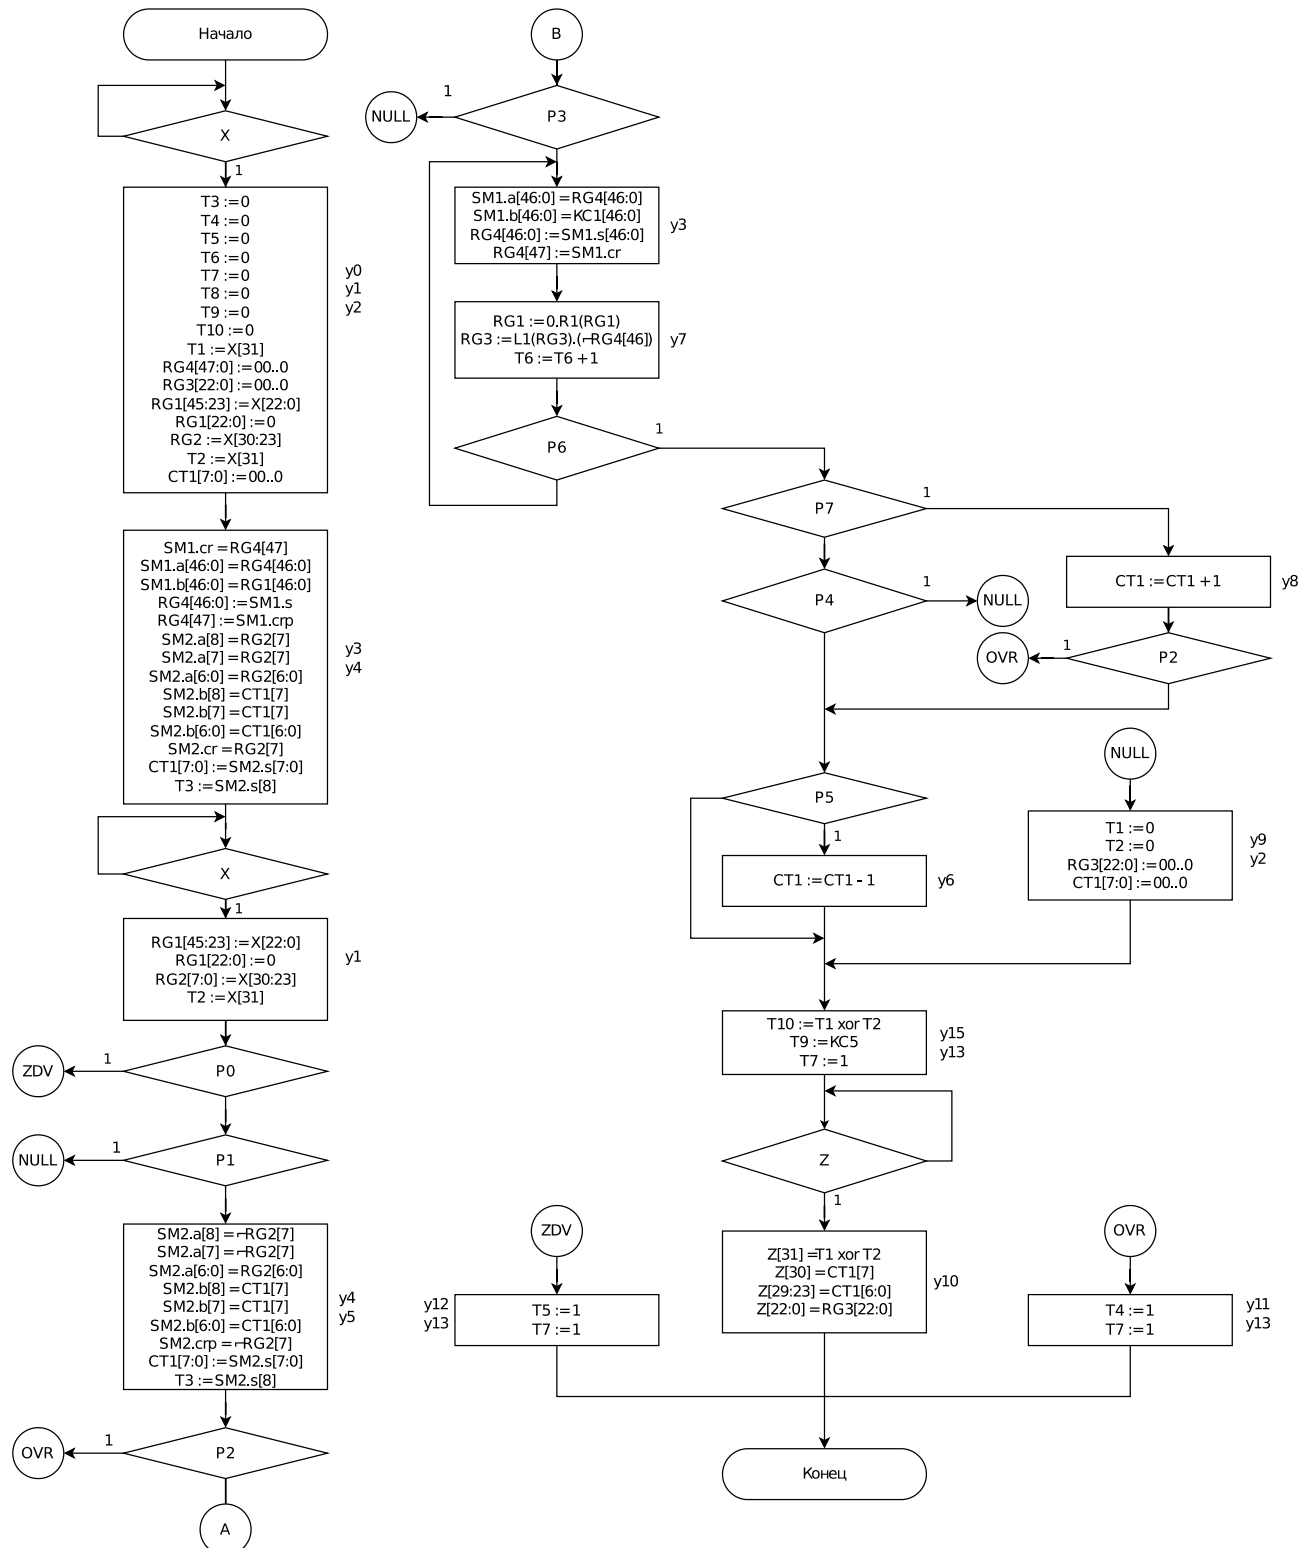 Начало
X
1
T3 :=0
T4 :=0
T5 :=0
T6 :=0
T7 :=0
T8 :=0
T9 :=0
T10 :=0
T1 :=X[31]
RG4[47:0] :=00..0
RG3[22:0] :=00..0
RG1[45:23] :=X[22:0]
RG1[22:0] :=0
RG2 :=X[30:23]
T2 :=X[31]
CT1[7:0] :=00..0
y0
y1
y2
SM1.cr =RG4[47]
SM1.a[46:0] =RG4[46:0]
SM1.b[46:0] =RG1[46:0]
RG4[46:0] :=SM1.s
RG4[47] :=SM1.crp
SM2.a[8] =RG2[7]
SM2.a[7] =RG2[7]
SM2.a[6:0] =RG2[6:0]
SM2.b[8] =CT1[7]
SM2.b[7] =CT1[7]
SM2.b[6:0] =CT1[6:0]
SM2.cr =RG2[7]
CT1[7:0] :=SM2.s[7:0]
T3 :=SM2.s[8]
y3
y4
X
1
RG1[45:23] :=X[22:0]
RG1[22:0] :=0
RG2[7:0] :=X[30:23]
T2 :=X[31]
y1
P0
1
ZDV
P1
1
NULL
SM2.a[8] =¬RG2[7]
SM2.a[7] =¬RG2[7]
SM2.a[6:0] =RG2[6:0]
SM2.b[8] =CT1[7]
SM2.b[7] =CT1[7]
SM2.b[6:0] =CT1[6:0]
SM2.crp =¬RG2[7]
CT1[7:0] :=SM2.s[7:0]
T3 :=SM2.s[8]
y4
y5
P2
1
OVR
A
B
P3
1
NULL
SM1.a[46:0] =RG4[46:0]
SM1.b[46:0] =KC1[46:0]
RG4[46:0] :=SM1.s[46:0]
RG4[47] :=SM1.cr
y3
RG1 :=0.R1(RG1)
RG3 :=L1(RG3).(¬RG4[46])
T6 :=T6 +1
y7
P6
1
P7
1
CT1 :=CT1 +1
y8
P4
1
NULL
P2
1
OVR
P5
1
CT1 :=CT1 - 1
y6
NULL
T1 :=0
T2 :=0
RG3[22:0] :=00..0
CT1[7:0] :=00..0
y9
y2
T10 :=T1 xor T2
T9 :=KC5
T7 :=1
y15
y13
Z
1
Z[31] =T1 xor T2
Z[30] =CT1[7]
Z[29:23] =CT1[6:0]
Z[22:0] =RG3[22:0]
y10
ZDV
T5 :=1
T7 :=1
y12
y13
OVR
T4 :=1
T7 :=1
y11
y13
Конец